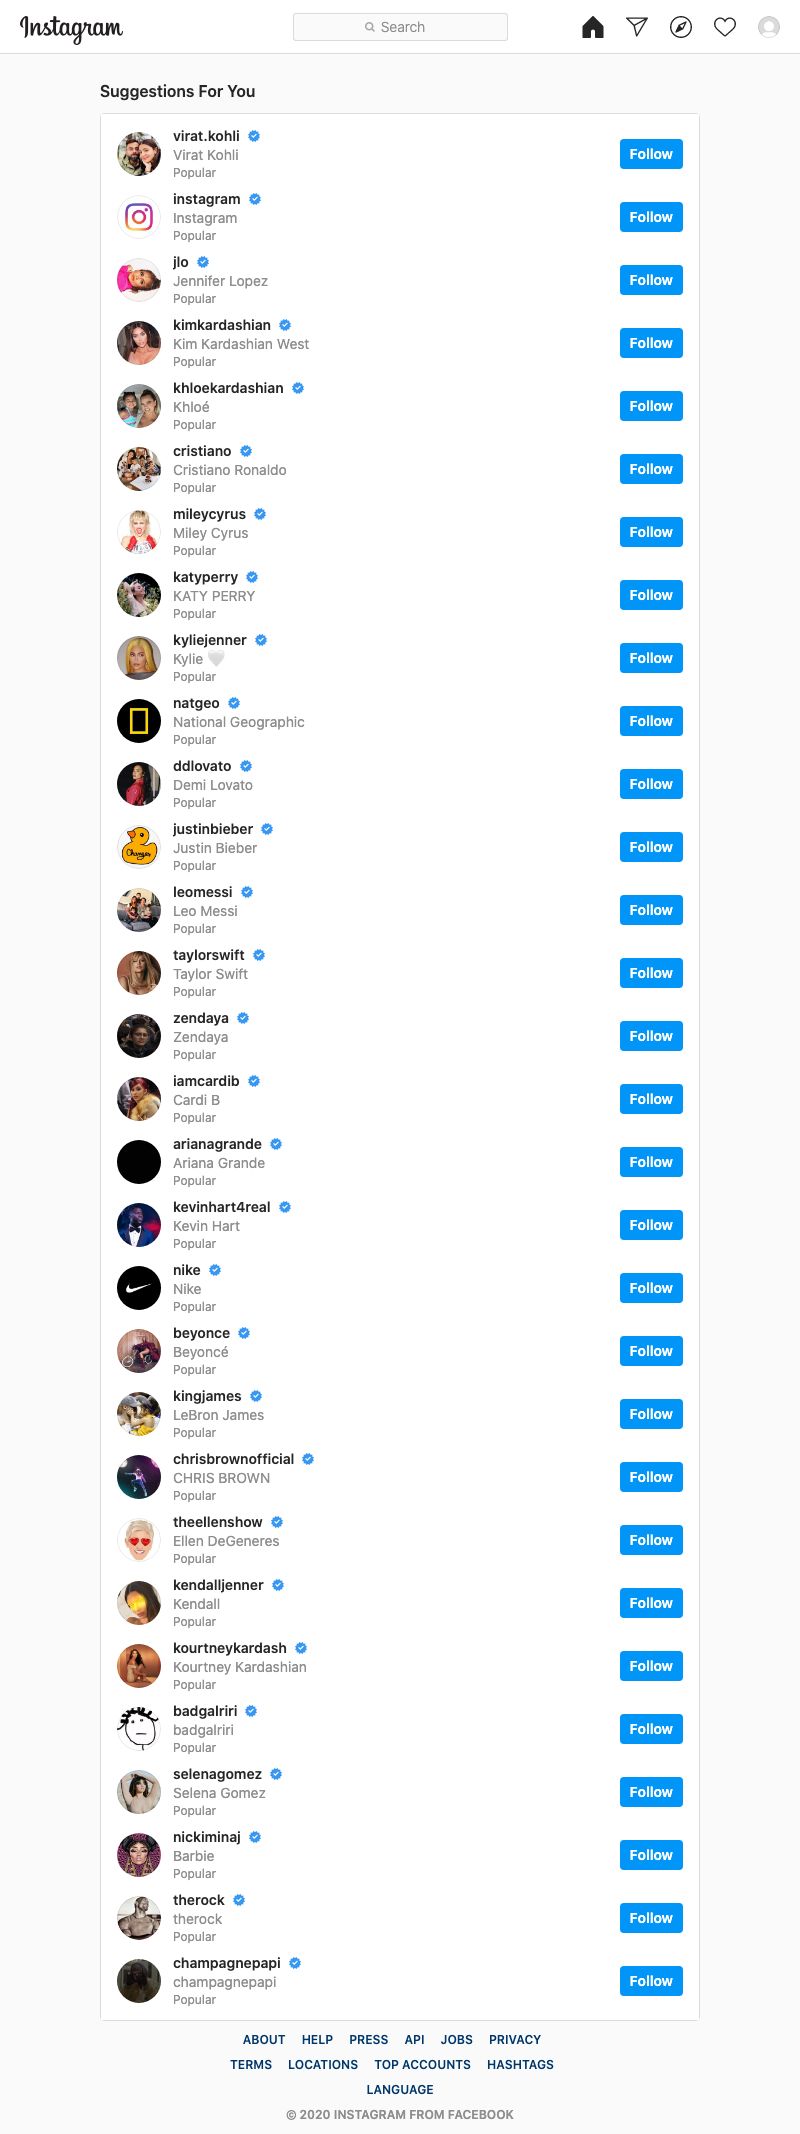 Instagram
Search
Suggestions For You
virat.kohli
Virat Kohli
Popular
Follow
instagram
Instagram
Popular
Follow
jlo
Jennifer Lopez
Popular
Follow
kimkardashian
Kim Kardashian West
Popular
Follow
khloekardashian
Khloé
Popular
Follow
cristiano
Cristiano Ronaldo
Popular
Follow
mileycyrus
Miley Cyrus
Popular
Follow
katyperry
KATY PERRY
Popular
Follow
kyliejenner
Kylie 🤍
Popular
Follow
natgeo
National Geographic
Popular
Follow
ddlovato
Demi Lovato
Popular
Follow
Changes
justinbieber
Justin Bieber
Popular
Follow
leomessi
Leo Messi
Popular
Follow
taylorswift
Taylor Swift
Popular
Follow
zendaya
Zendaya
Popular
Follow
iamcardib
Cardi B
Popular
Follow
arianagrande
Ariana Grande
Popular
Follow
kevinhart4real
Kevin Hart
Popular
Follow
nike
Nike
Popular
Follow
beyonce
Beyoncé
Popular
Follow
kingjames
LeBron James
Popular
Follow
chrisbrownofficial
CHRIS BROWN
Popular
Follow
theellenshow
Ellen DeGeneres
Popular
Follow
kendalljenner
Kendall
Popular
Follow
kourtneykardash
Kourtney Kardashian
Popular
Follow
badgalriri
badgalriri
Popular
Follow
selenagomez
Selena Gomez
Popular
Follow
nickiminaj
Barbie
Popular
Follow
therock
therock
Popular
Follow
champagnepapi
champagnepapi
Popular
Follow
ABOUT HELP PRESS API JOBS PRIVACY
TERMS LOCATIONS TOP ACCOUNTS HASHTAGS
LANGUAGE
© 2020 INSTAGRAM FROM FACEBOOK